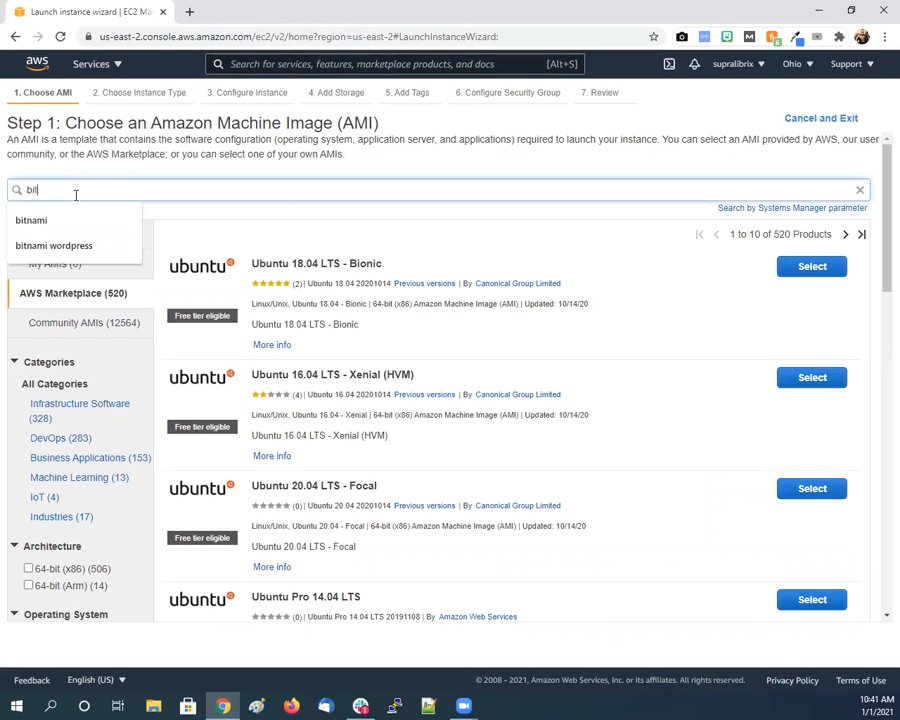 Launch instance wizard | EC2 Ma
us-east-2.console.aws.amazon.com/ec2/v2/home?region=us-east-2#LaunchInstanceWizard:
aws
Services
Search for services, features, marketplace products, and docs
[Alt+S]
supralibrix
Ohio
Support
1. Choose AMI
2. Choose Instance Type
3. Configure Instance
4. Add Storage
5. Add Tags
6. Configure Security Group
7. Review
Step 1: Choose an Amazon Machine Image (AMI)
Cancel and Exit
An AMI is a template that contains the software configuration (operating system, application server, and applications) required to launch your instance. You can select an AMI provided by AWS, our user
community, or the AWS Marketplace; or you can select one of your own AMIs.
bit
Search by Systems Manager parameter
bitnami
bitnami wordpress
My AMIs (0)
AWS Marketplace (520)
Community AMIs (12564)
Categories
All Categories
Infrastructure Software
(328)
DevOps (283)
Business Applications (153)
Machine Learning (13)
IoT (4)
Industries (17)
Architecture
64-bit (x86) (506)
64-bit (Arm) (14)
Operating System
1 to 10 of 520 Products
ubuntu
Free tier eligible
Ubuntu 18.04 LTS - Bionic
(2) | Ubuntu 18.04 20201014 Previous versions | By Canonical Group Limited
Linux/Unix, Ubuntu 18.04 - Bionic | 64-bit (x86) Amazon Machine Image (AMI) | Updated: 10/14/20
Ubuntu 18.04 LTS - Bionic
More info
Select
ubuntu
Free tier eligible
Ubuntu 16.04 LTS - Xenial (HVM)
(4) | Ubuntu 16.04 20201014 Previous versions | By Canonical Group Limited
Linux/Unix, Ubuntu 16.04 - Xenial | 64-bit (x86) Amazon Machine Image (AMI) | Updated: 10/14/20
Ubuntu 16.04 LTS - Xenial (HVM)
More info
Select
ubuntu
Free tier eligible
Ubuntu 20.04 LTS - Focal
(0) | Ubuntu 20.04 20201014 Previous versions | By Canonical Group Limited
Linux/Unix, Ubuntu 20.04 - Focal | 64-bit (x86) Amazon Machine Image (AMI) | Updated: 10/14/20
Ubuntu 20.04 LTS - Focal
More info
Select
ubuntu
Ubuntu Pro 14.04 LTS
(0) | Ubuntu Pro 14.04 LTS 20191108 | By Amazon Web Services
Select
Feedback
English (US)
© 2008 - 2021, Amazon Web Services, Inc. or its affiliates. All rights reserved.
Privacy Policy
Terms of Use
10:41 AM
1/1/2021